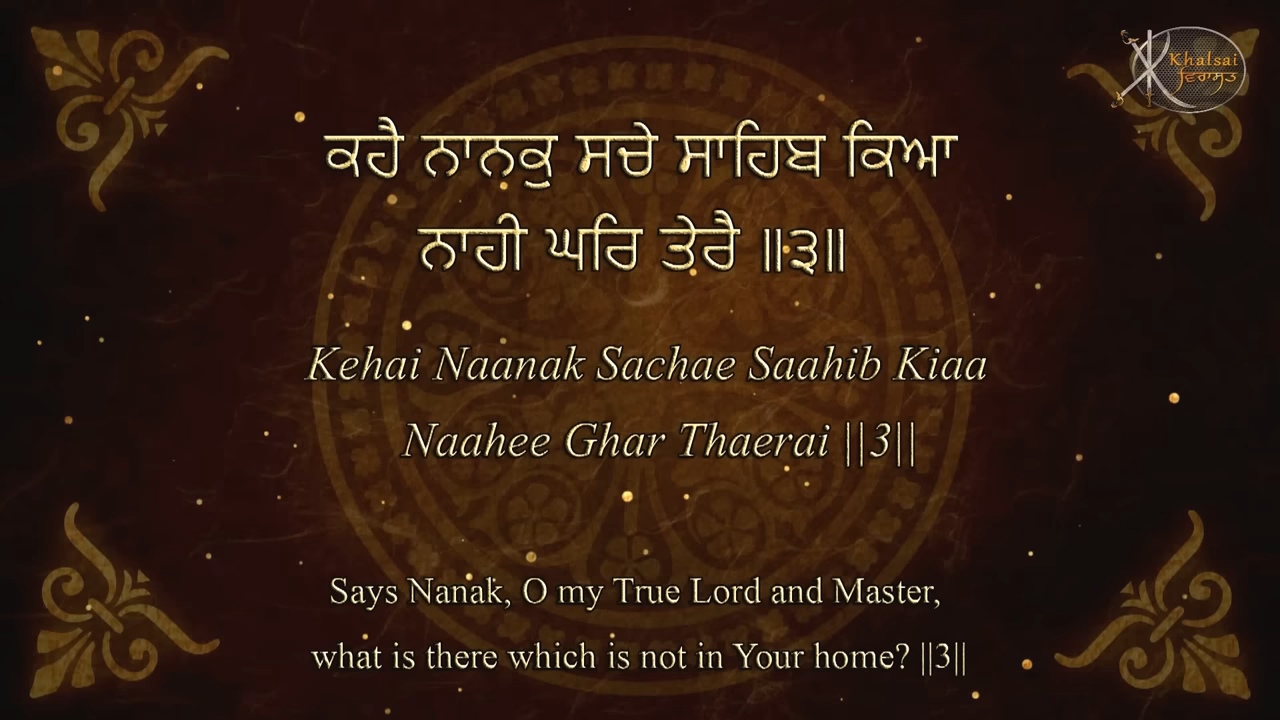 Khalsai
ਵਿਰਾਸਤ
ਕਹੈ ਨਾਨਕੁ ਸਚੇ ਸਾਹਿਬ ਕਿਆ
ਨਾਹੀ ਘਰਿ ਤੇਰੈ ॥੩॥
Kehai Naanak Sachae Saahib Kiaa
Naahee Ghar Thaerai ||3||
Says Nanak, O my True Lord and Master,
what is there which is not in Your home? ||3||